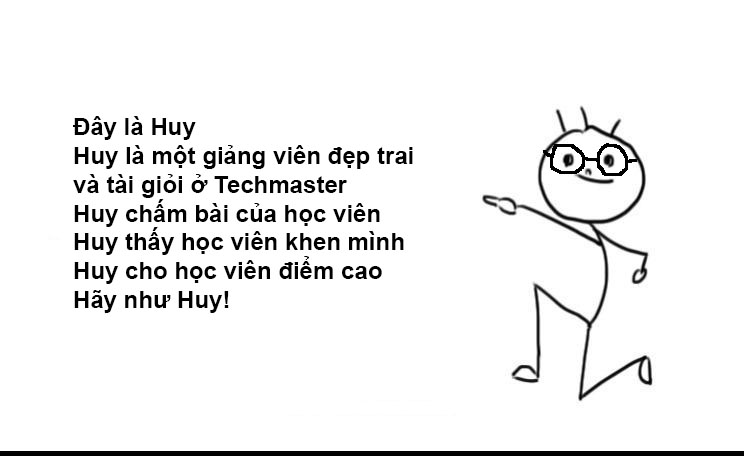 Đây là Huy
Huy là một giảng viên đẹp trai
và tài giỏi ở Techmaster
Huy chấm bài của học viên
Huy thấy học viên khen mình
Huy cho học viên điểm cao
Hãy như Huy!